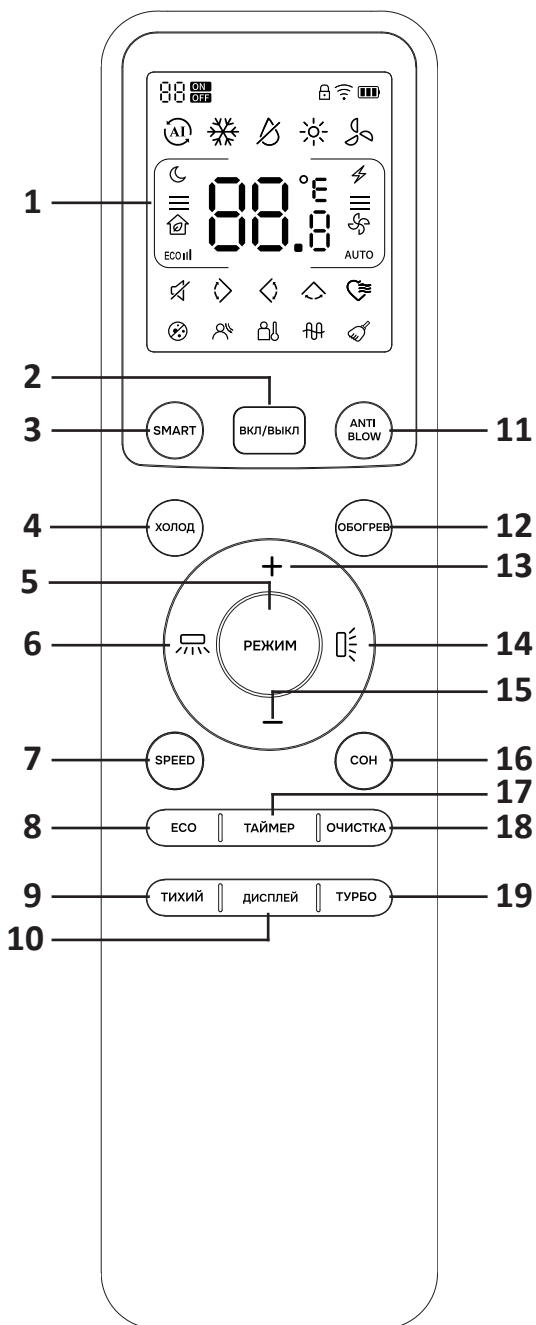 88 ON OFF
AI
1
88.8 °E
ECO AUTO
2
3 SMART ВКЛ/ВЫКЛ ANTI BLOW 11
4 ХОЛОД ОБОГРЕВ 12
+ 13
5
6 РЕЖИМ 14
− 15
7 SPEED СОН 16
17
8 ECO ТАЙМЕР ОЧИСТКА 18
9 ТИХИЙ ДИСПЛЕЙ ТУРБО 19
10